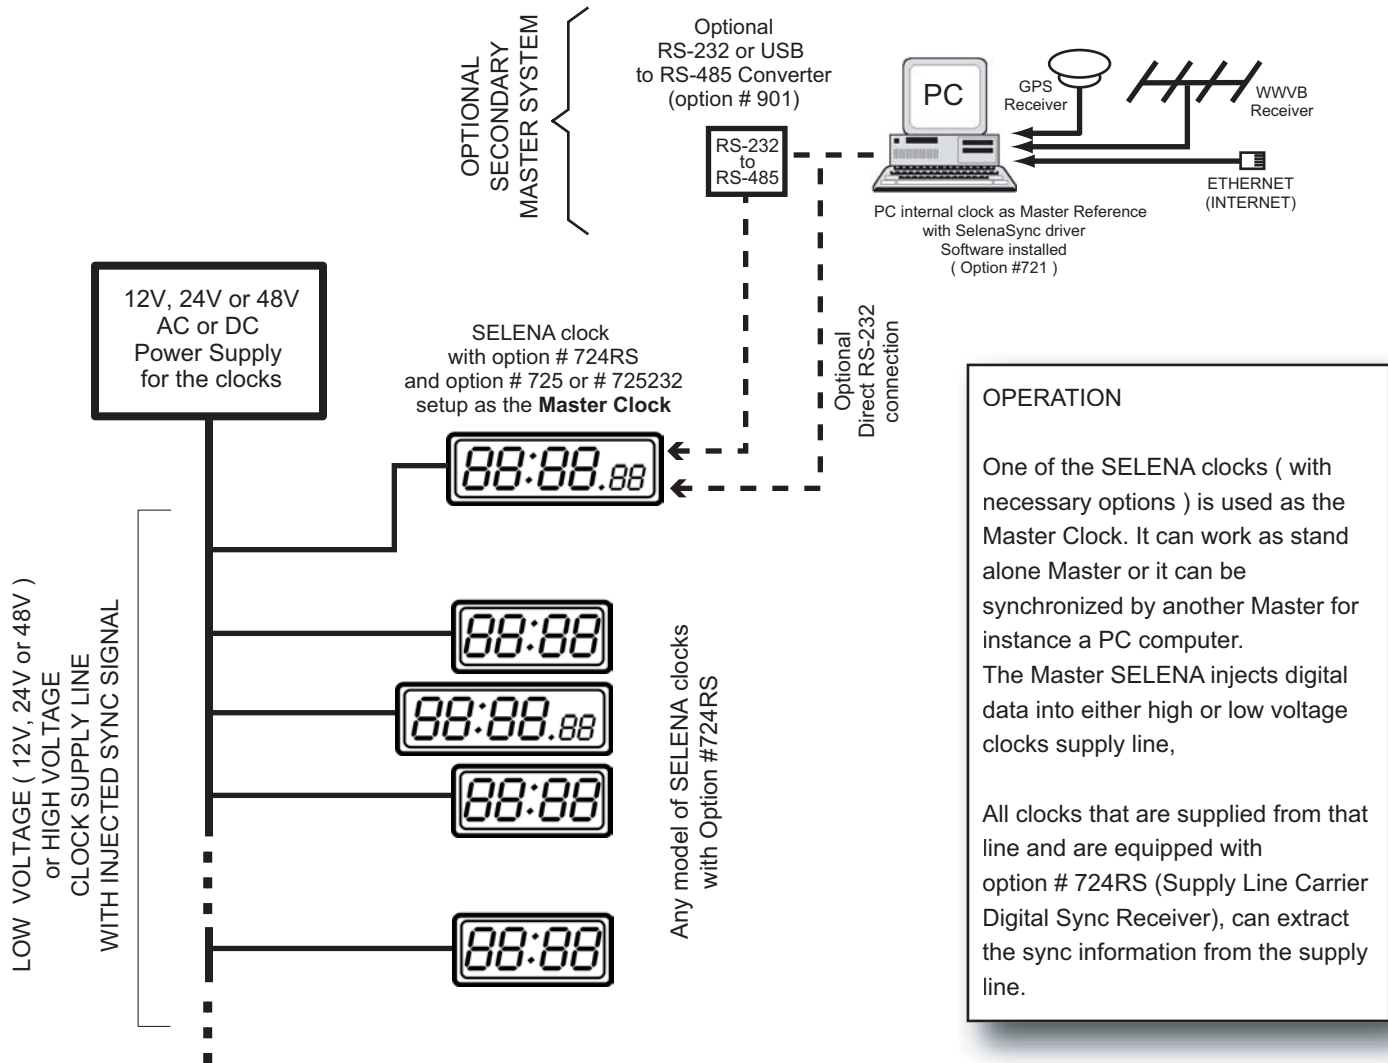 OPTIONAL
SECONDARY
MASTER SYSTEM
Optional
RS-232 or USB
to RS-485 Converter
(option # 901)
RS-232
to
RS-485
PC
GPS
Receiver
WWVB
Receiver
ETHERNET
(INTERNET)
PC internal clock as Master Reference
with SelenaSync driver
Software installed
( Option #721 )
Optional
Direct RS-232
connection
12V, 24V or 48V
AC or DC
Power Supply
for the clocks
SELENA clock
with option # 724RS
and option # 725 or # 725232
setup as the Master Clock
88:88.88
88:88
88:88.88
88:88
88:88
LOW VOLTAGE ( 12V, 24V or 48V )
or HIGH VOLTAGE
CLOCK SUPPLY LINE
WITH INJECTED SYNC SIGNAL
Any model of SELENA clocks
with Option #724RS
OPERATION
One of the SELENA clocks ( with
necessary options ) is used as the
Master Clock. It can work as stand
alone Master or it can be
synchronized by another Master for
instance a PC computer.
The Master SELENA injects digital
data into either high or low voltage
clocks supply line,
All clocks that are supplied from that
line and are equipped with
option # 724RS (Supply Line Carrier
Digital Sync Receiver), can extract
the sync information from the supply
line.